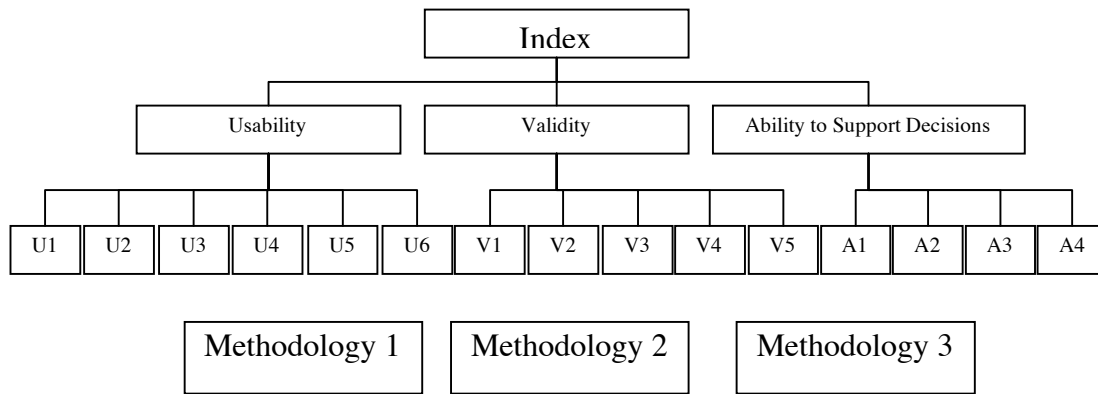 Index
Usability
Validity
Ability to Support Decisions
U1 U2 U3 U4 U5 U6 V1 V2 V3 V4 V5 A1 A2 A3 A4
Methodology 1
Methodology 2
Methodology 3